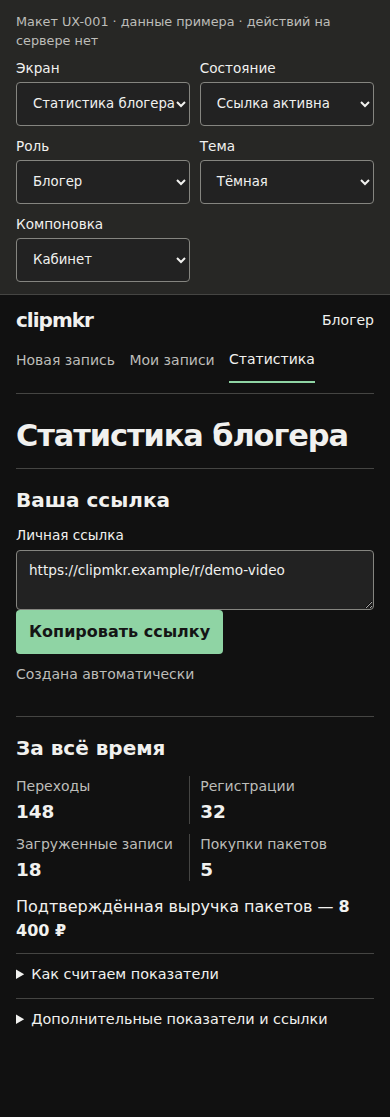 Макет UX-001 · данные примера · действий на
сервере нет
Экран
Состояние
Статистика блогера
Ссылка активна
Роль
Тема
Блогер
Тёмная
Компоновка
Кабинет
clipmkr
Блогер
Новая запись
Мои записи
Статистика
Статистика блогера
Ваша ссылка
Личная ссылка
https://clipmkr.example/r/demo-video
Копировать ссылку
Создана автоматически
За всё время
Переходы
Регистрации
148
32
Загруженные записи
Покупки пакетов
18
5
Подтверждённая выручка пакетов — 8
400 ₽
Как считаем показатели
Дополнительные показатели и ссылки